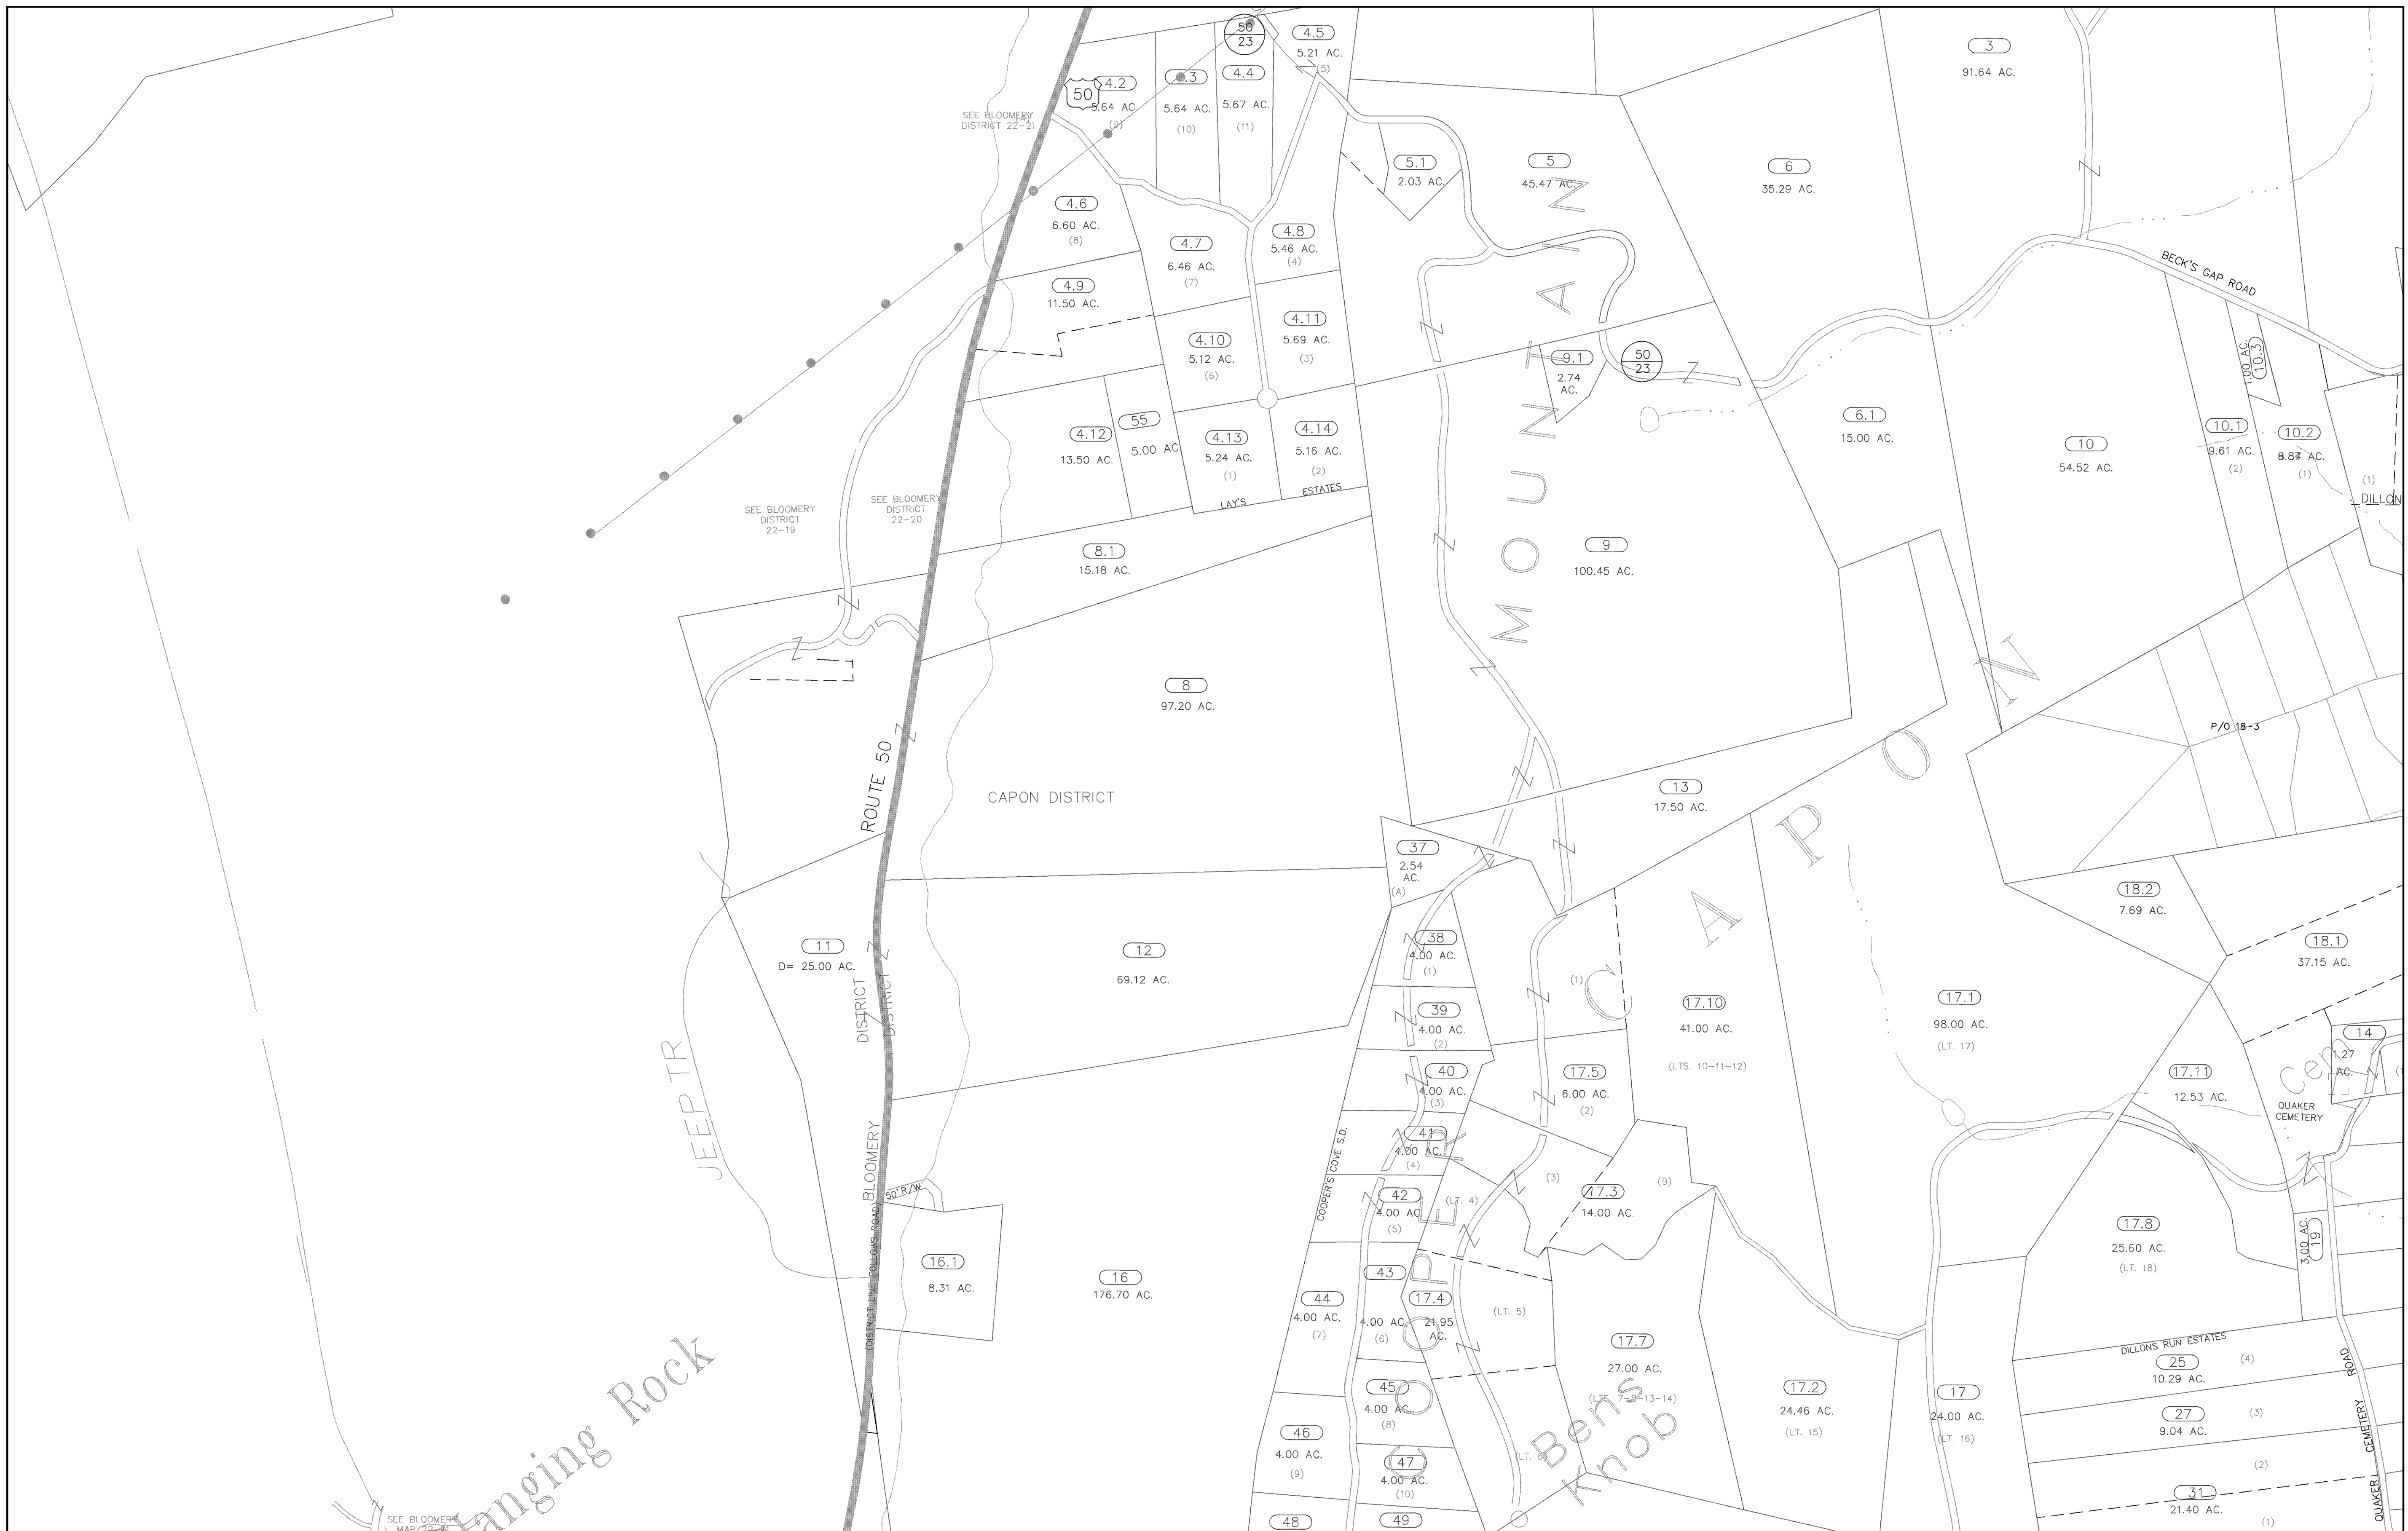 50
23
4.5
5.21 AC.
(5)
3
91.64 AC.
50
4.2
5.64 AC.
(9)
5.64 AC.
(10)
4.4
5.67 AC.
(11)
SEE BLOOMERY
DISTRICT 22-21
5.1
2.03 AC.
5
45.47 AC.
6
35.29 AC.
4.6
6.60 AC.
(8)
4.7
6.46 AC.
(7)
4.8
5.46 AC.
(4)
4.9
11.50 AC.
BECK'S GAP ROAD
4.10
5.12 AC.
(6)
4.11
5.69 AC.
(3)
9.1
2.74
AC.
50
23
1.00 AC.
10.3
4.12
13.50 AC.
55
5.00 AC.
4.13
5.24 AC.
(1)
4.14
5.16 AC.
(2)
LAY'S ESTATES
6.1
15.00 AC.
10
54.52 AC.
10.1
9.61 AC.
(2)
10.2
(1)
(1)
DILLON
SEE BLOOMERY
DISTRICT
22-19
SEE BLOOMERY
DISTRICT
22-20
8.1
15.18 AC.
9
100.45 AC.
MOUNTAIN
8
97.20 AC.
P/O 18-3
ROUTE 50
CAPON DISTRICT
13
17.50 AC.
CAPON
37
2.54
AC.
(A)
18.2
7.69 AC.
11
D= 25.00 AC.
12
69.12 AC.
38
4.00 AC.
(1)
18.1
37.15 AC.
DISTRICT
DISTRICT
39
4.00 AC.
(2)
(1)
17.10
41.00 AC.
(LTS. 10-11-12)
17.1
98.00 AC.
(LT. 17)
14
1.27
AC.
Cem
JEEP TR
40
4.00 AC.
(3)
17.5
6.00 AC.
(2)
17.11
12.53 AC.
QUAKER
CEMETERY
41
4.00 AC.
(4)
COOPER'S COVE S.D.
BLOOMERY
50' R/W
42
4.00 AC.
(5)
(LT. 4)
(3)
17.3
14.00 AC.
(9)
17.8
25.60 AC.
(LT. 18)
3.00 AC.
19
(DISTRICT LINE FOLLOWS ROAD)
16.1
8.31 AC.
16
176.70 AC.
43
4.00 AC.
(6)
17.4
21.95
AC.
(LT. 5)
44
4.00 AC.
(7)
COOPER
17.7
27.00 AC.
(LTS. 7-8-13-14)
DILLONS RUN ESTATES
25
10.29 AC.
(4)
Hanging Rock
45
4.00 AC.
(8)
17.2
24.46 AC.
(LT. 15)
17
24.00 AC.
(LT. 16)
27
9.04 AC.
(3)
46
4.00 AC.
(9)
47
4.00 AC.
(10)
(LT. 6)
Bens
Knob
(2)
31
21.40 AC.
(1)
QUAKER CEMETERY ROAD
SEE BLOOMERY
48
49